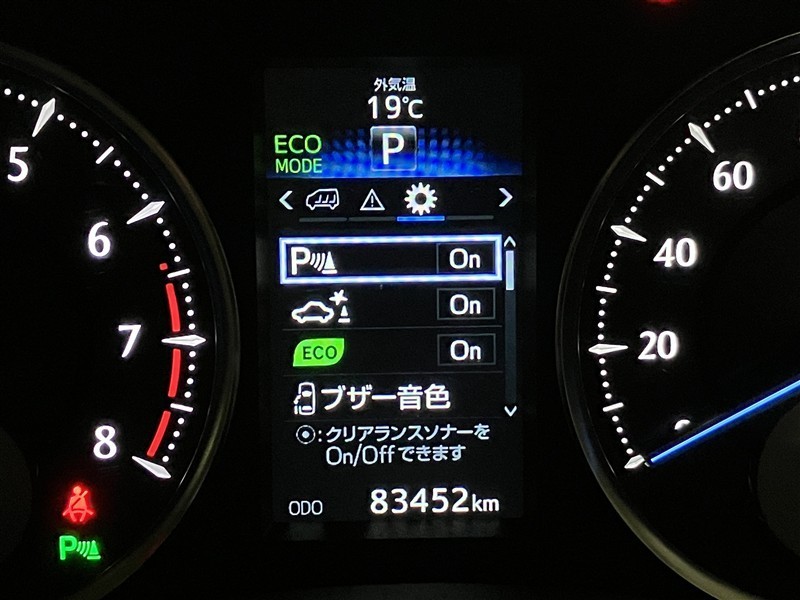 外気温
19℃
ECO
MODE
P
P
On
On
ECO
On
ブザー音色
:クリアランスソナーを
On/Offできます
ODO 83452km
5
6
7
8
P
60
40
20